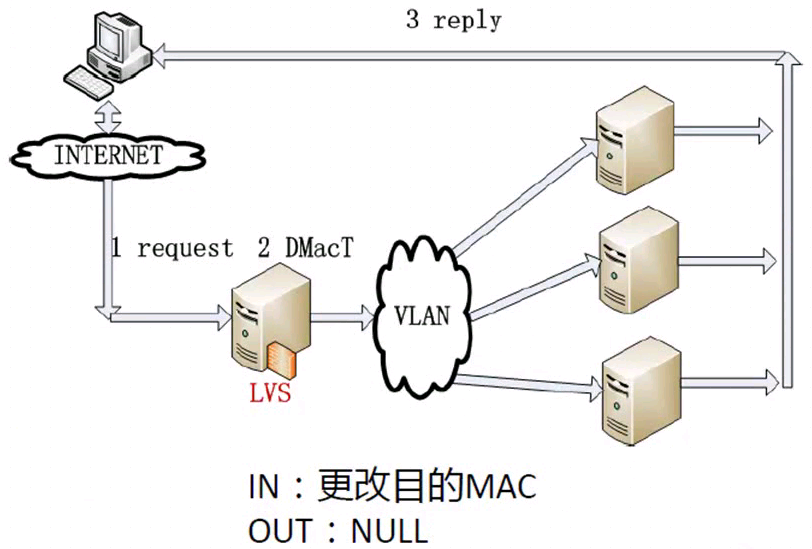 3 reply
INTERNET
1 request
2 DMacT
VLAN
LVS
IN：更改目的MAC
OUT：NULL